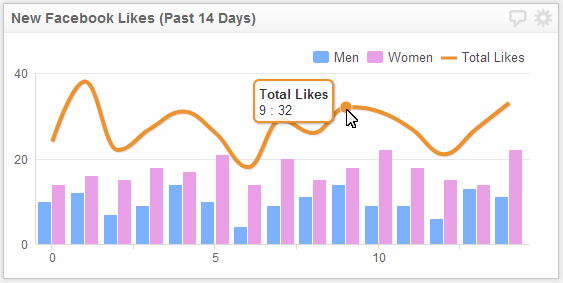 New Facebook Likes (Past 14 Days)
Men Women Total Likes
40
Total Likes
9 : 32
20
0
0 5 10